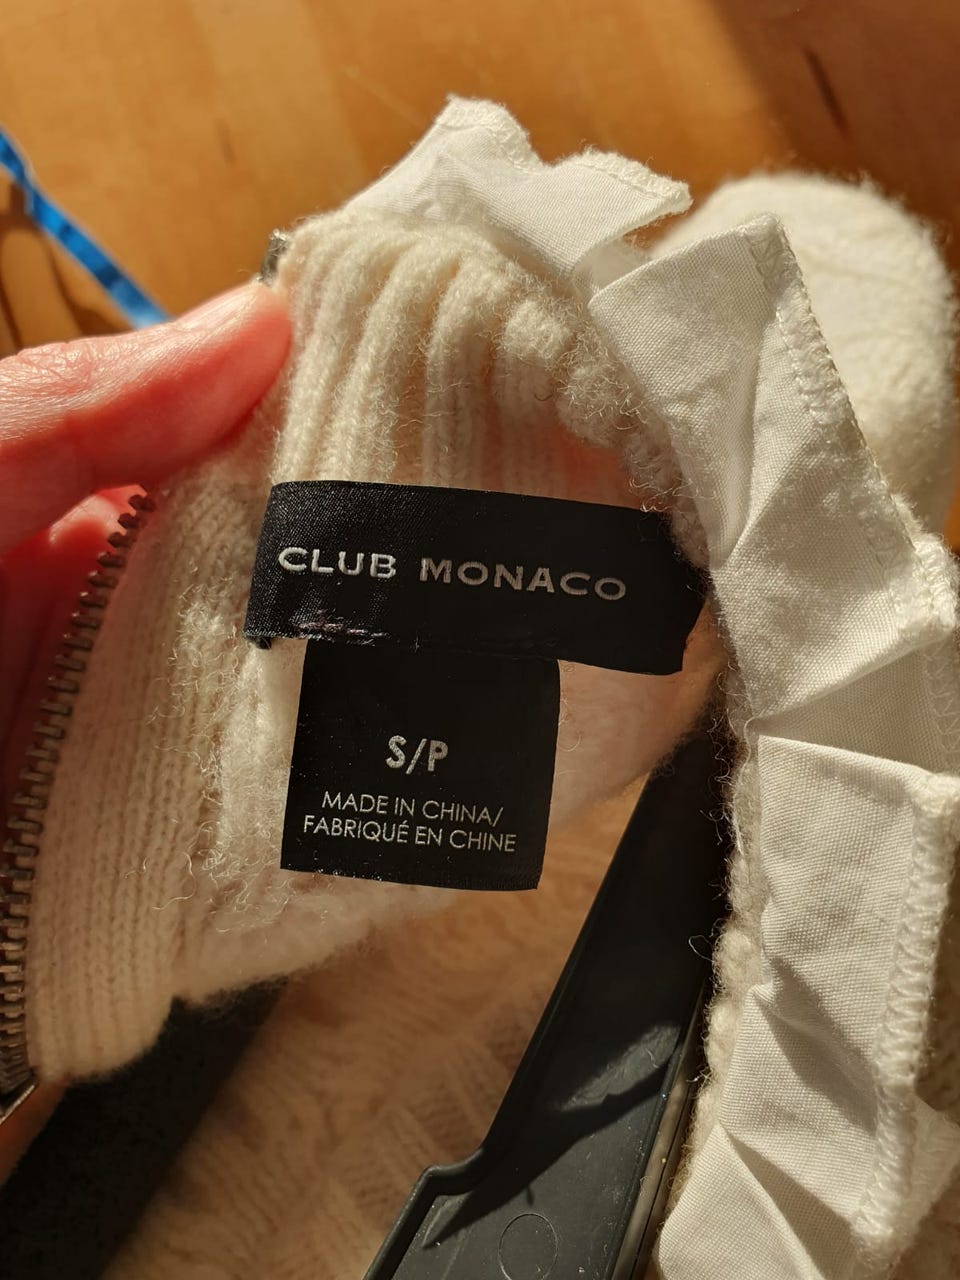 CLUB MONACO
S/P
MADE IN CHINA/
FABRIQUÉ EN CHINE